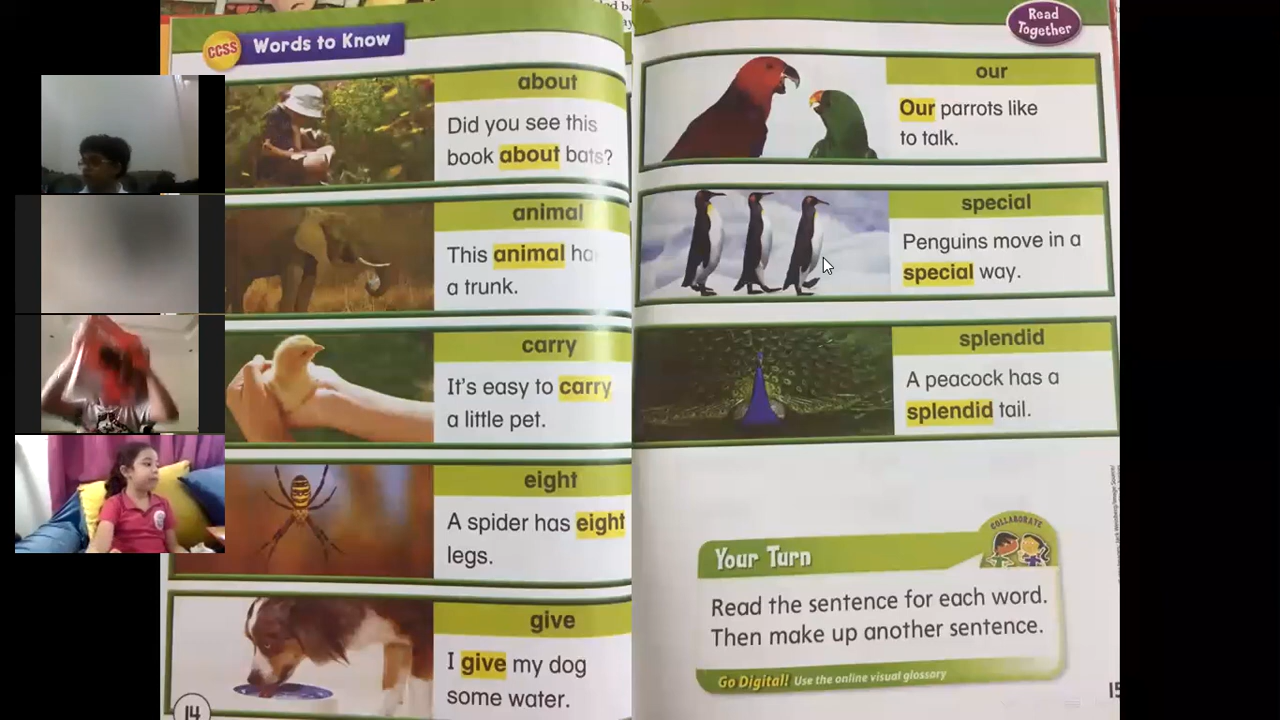 CCSS Words to Know
about
Did you see this
book about bats?
animal
This animal ha
a trunk.
carry
It's easy to carry
a little pet.
eight
A spider has eight
legs.
give
I give my dog
some water.
14
Read
Together
our
Our parrots like
to talk.
special
Penguins move in a
special way.
splendid
A peacock has a
splendid tail.
COLLABORATE
Your Turn
Read the sentence for each word.
Then make up another sentence.
Go Digital! Use the online visual glossary
15